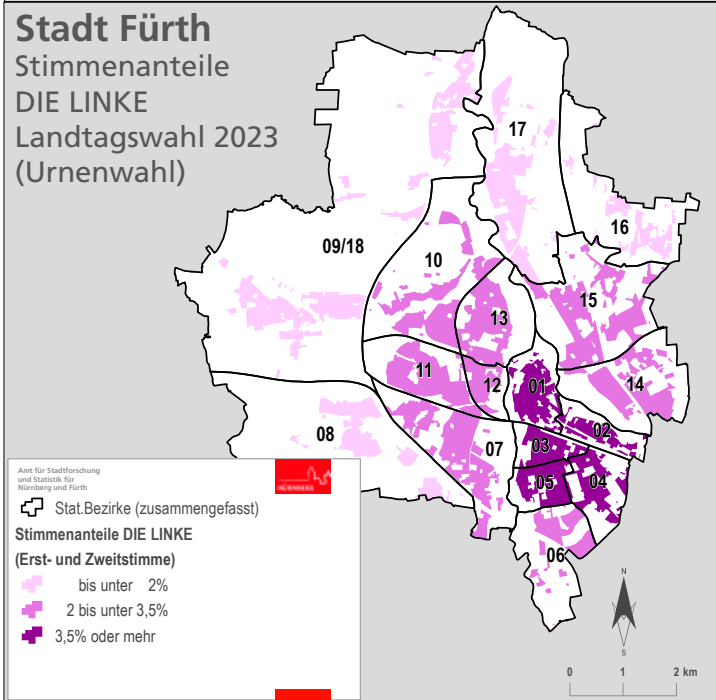 Stadt Fürth
Stimmenanteile
DIE LINKE
Landtagswahl 2023
(Urnenwahl)
17
16
09/18
10
15
13
11
12
01
14
02
08
03
07
05
04
06
Amt für Stadtforschung
und Statistik für
Nürnberg und Fürth
NÜRNBERG
Stat.Bezirke (zusammengefasst)
Stimmenanteile DIE LINKE
(Erst- und Zweitstimme)
bis unter 2%
2 bis unter 3,5%
3,5% oder mehr
N
S
0 1 2 km